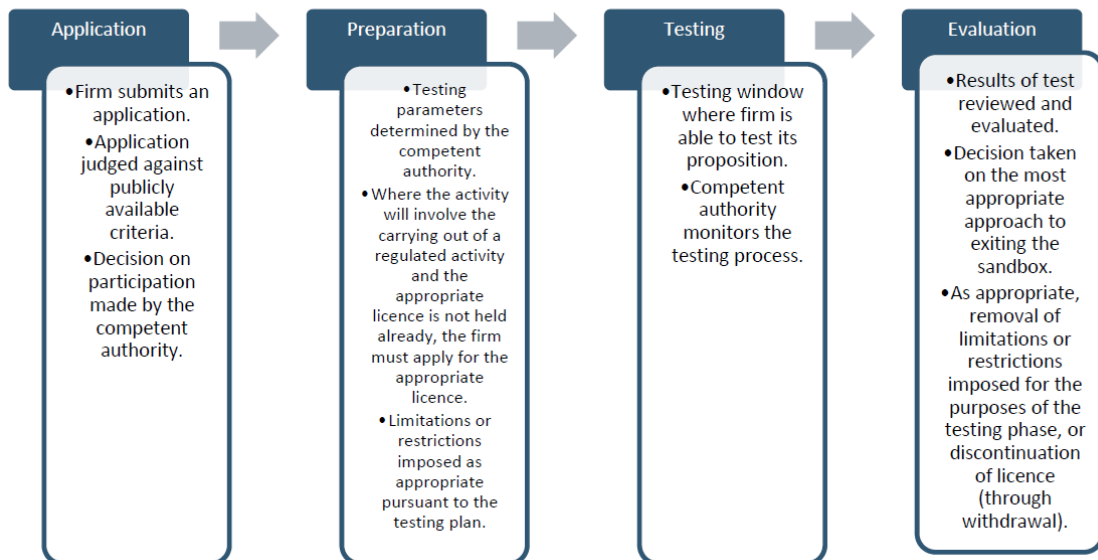 Application
•Firm submits an
application.
•Application
judged against
publicly
available
criteria.
•Decision on
participation
made by the
competent
authority.
Preparation
•Testing
parameters
determined by the
competent
authority.
•Where the activity
will involve the
carrying out of a
regulated activity
and the
appropriate
licence is not held
already, the firm
must apply for the
appropriate
licence.
•Limitations or
restrictions
imposed as
appropriate
pursuant to the
testing plan.
Testing
•Testing window
where firm is
able to test its
proposition.
•Competent
authority
monitors the
testing process.
Evaluation
•Results of test
reviewed and
evaluated.
•Decision taken
on the most
appropriate
approach to
exiting the
sandbox.
•As appropriate,
removal of
limitations or
restrictions
imposed for the
purposes of the
testing phase, or
discontinuation
of licence
(through
withdrawal).